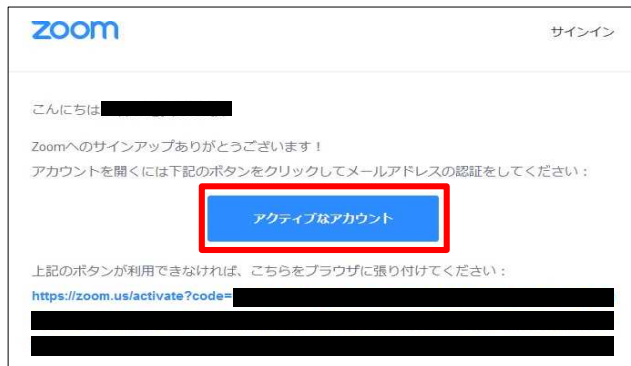 zoom
サインイン
こんにちは
Zoomへのサインアップありがとうございます！
アカウントを開くには下記のボタンをクリックしてメールアドレスの認証をしてください：
アクティブなアカウント
上記のボタンが利用できなければ、こちらをブラウザに張り付けてください：
https://zoom.us/activate?code=